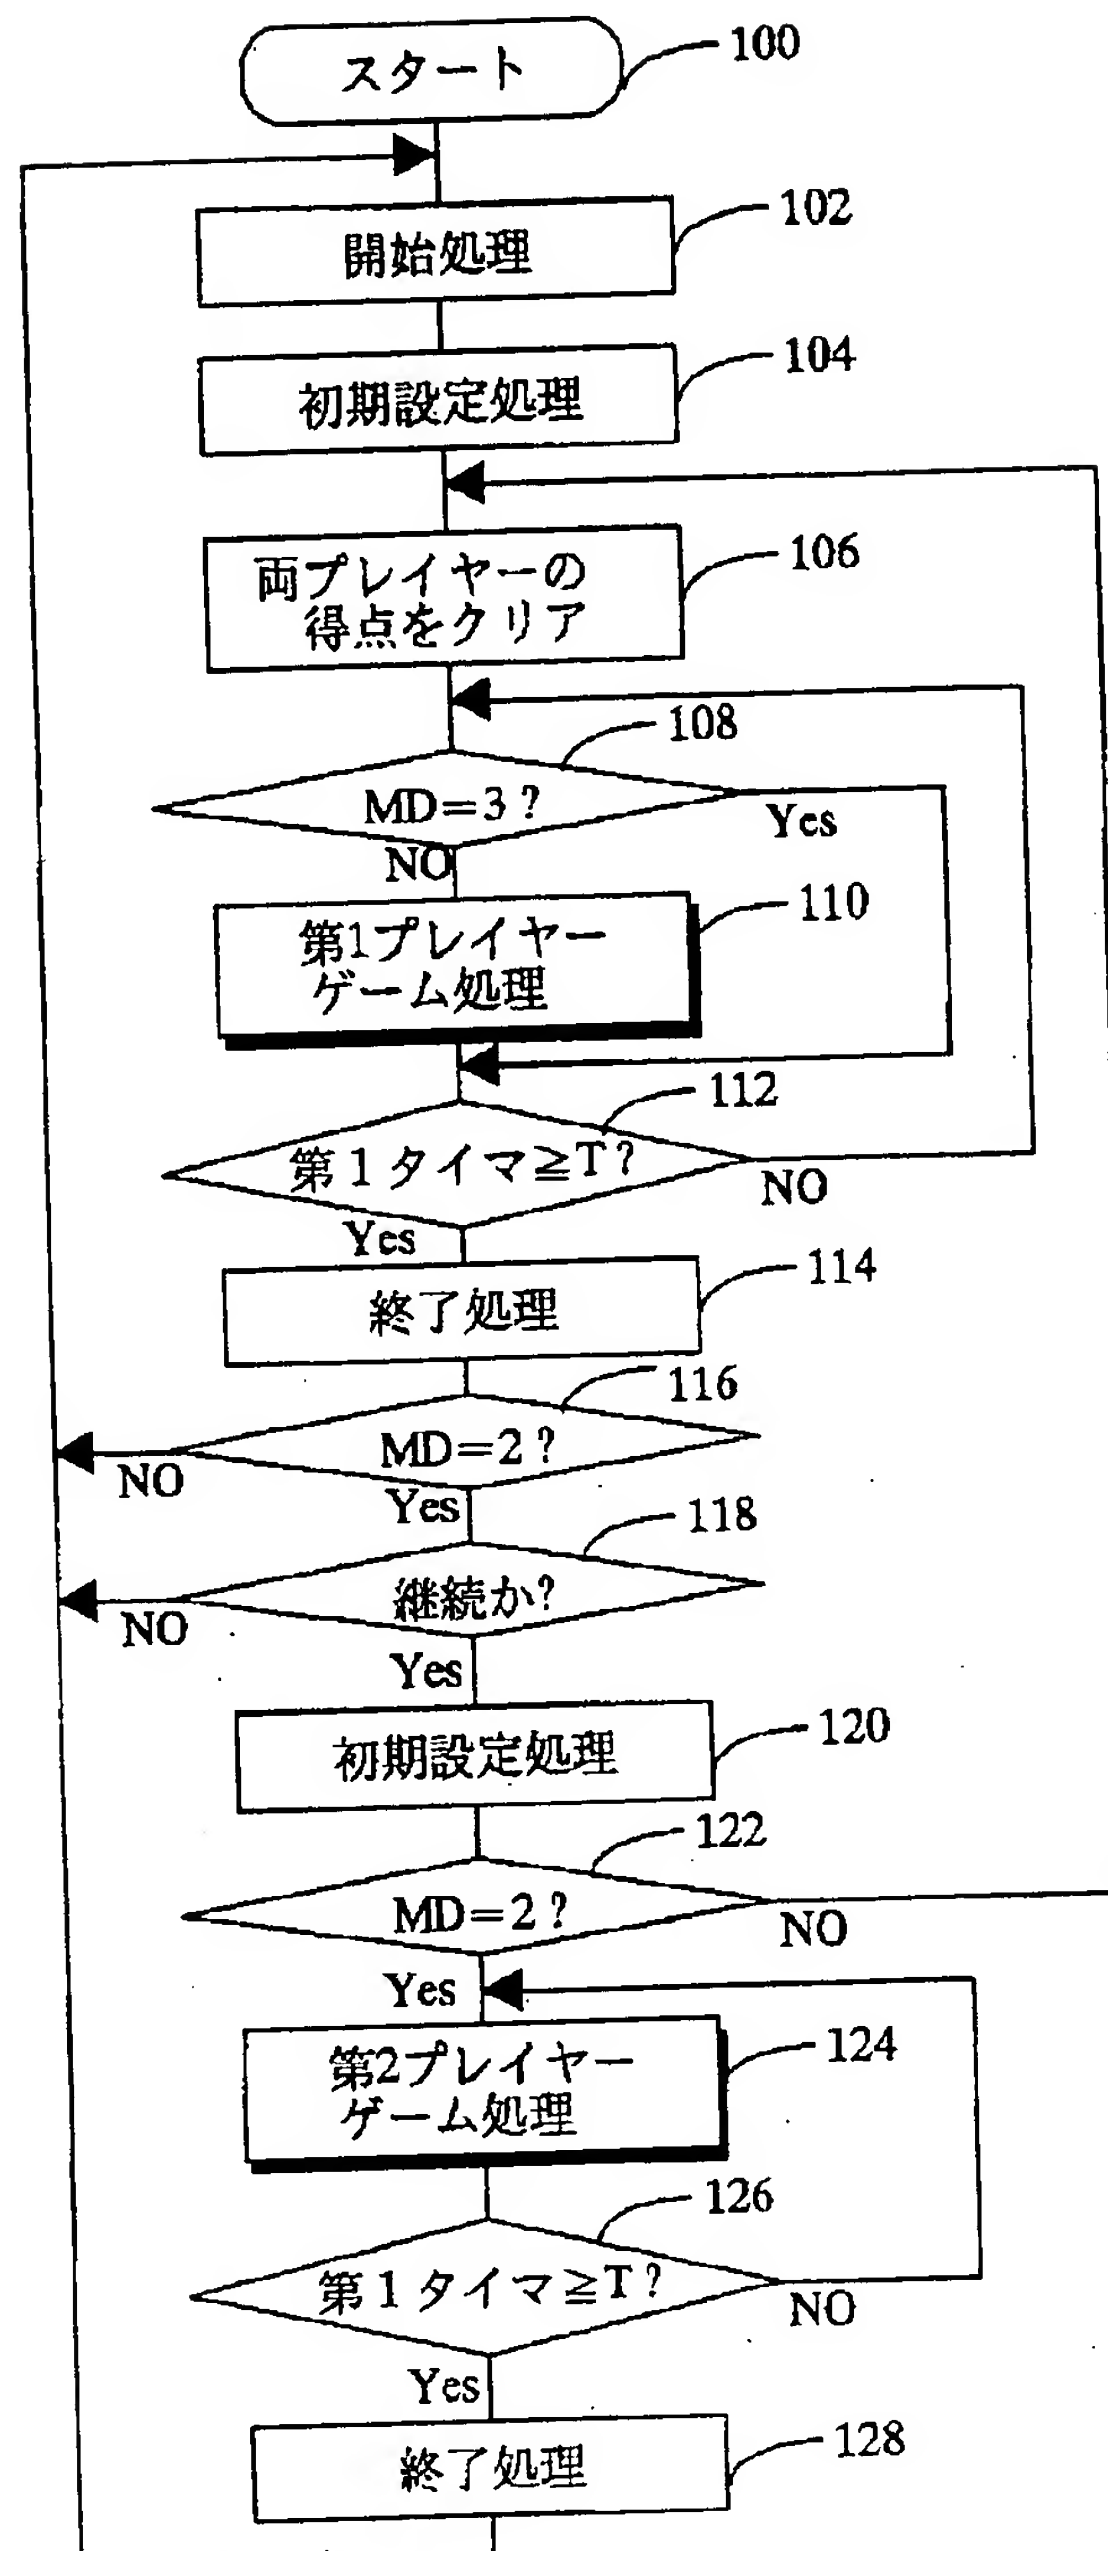 スタート
100
開始処理
102
初期設定処理
104
両プレイヤーの
得点をクリア
106
108
MD=3?
Yes
NO
第1プレイヤー
ゲーム処理
110
112
第1タイマ≧T?
NO
Yes
終了処理
114
116
MD=2?
NO
Yes
118
継続か?
NO
Yes
初期設定処理
120
122
MD=2?
NO
Yes
第2プレイヤー
ゲーム処理
124
126
第1タイマ≧T?
NO
Yes
終了処理
128